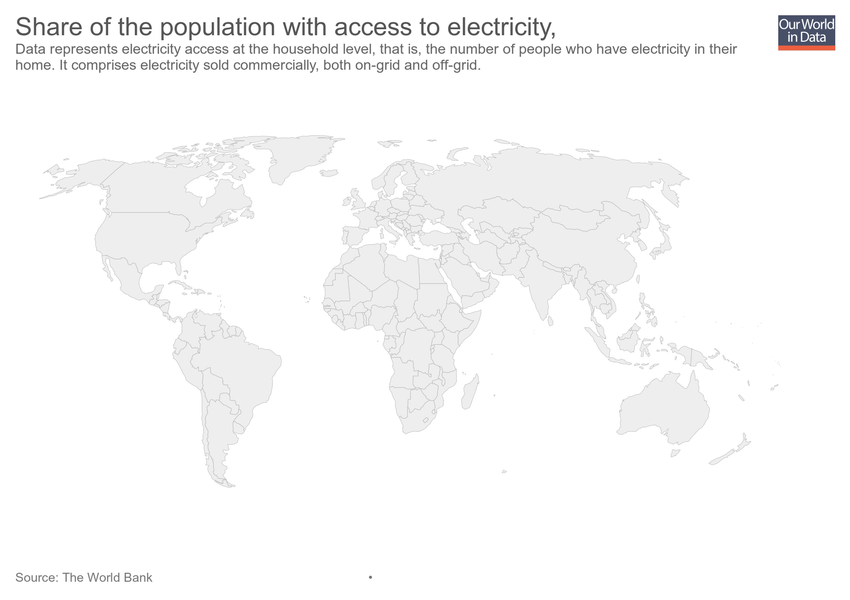 Share of the population with access to electricity,
Our World
in Data
Data represents electricity access at the household level, that is, the number of people who have electricity in their
home. It comprises electricity sold commercially, both on-grid and off-grid.
Source: The World Bank
•